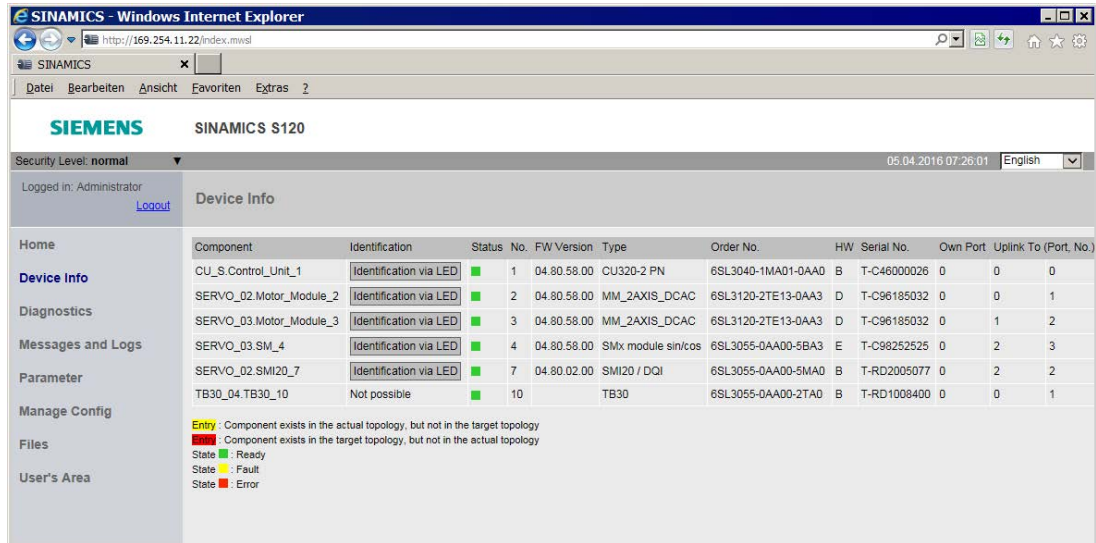 SINAMICS - Windows Internet Explorer
http://169.254.11.22/index.mwsl
SINAMICS
Datei Bearbeiten Ansicht Favoriten Extras ?
SIEMENS SINAMICS S120
Security Level: normal 05.04.2016 07:26:01 English
Logged in: Administrator
Logout
Device Info
Home
Device Info
Diagnostics
Messages and Logs
Parameter
Manage Config
Files
User's Area
Component Identification Status No. FW Version Type Order No. HW Serial No. Own Port Uplink To (Port, No.)
CU_S.Control_Unit_1 Identification via LED 1 04.80.58.00 CU320-2 PN 6SL3040-1MA01-0AA0 B T-C46000026 0 0 0
SERVO_02.Motor_Module_2 Identification via LED 2 04.80.58.00 MM_2AXIS_DCAC 6SL3120-2TE13-0AA3 D T-C96185032 0 0 1
SERVO_03.Motor_Module_3 Identification via LED 3 04.80.58.00 MM_2AXIS_DCAC 6SL3120-2TE13-0AA3 D T-C96185032 0 1 2
SERVO_03.SM_4 Identification via LED 4 04.80.58.00 SMx module sin/cos 6SL3055-0AA00-5BA3 E T-C98252525 0 2 3
SERVO_02.SMI20_7 Identification via LED 7 04.80.02.00 SMI20 / DQI 6SL3055-0AA00-5MA0 B T-RD2005077 0 2 2
TB30_04.TB30_10 Not possible 10 TB30 6SL3055-0AA00-2TA0 B T-RD1008400 0 0 1
Entry : Component exists in the actual topology, but not in the target topology
Entry : Component exists in the target topology, but not in the actual topology
State : Ready
State : Fault
State : Error